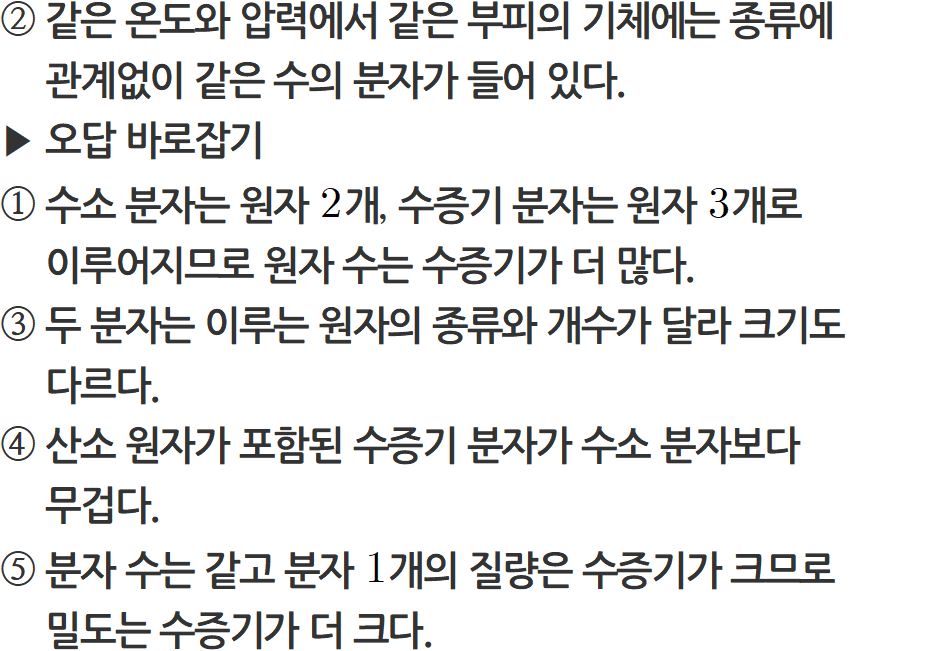 ② 같은 온도와 압력에서 같은 부피의 기체에는 종류에
관계없이 같은 수의 분자가 들어 있다.
▶ 오답 바로잡기
① 수소 분자는 원자 2개, 수증기 분자는 원자 3개로
이루어지므로 원자 수는 수증기가 더 많다.
③ 두 분자는 이루는 원자의 종류와 개수가 달라 크기도
다르다.
④ 산소 원자가 포함된 수증기 분자가 수소 분자보다
무겁다.
⑤ 분자 수는 같고 분자 1개의 질량은 수증기가 크므로
밀도는 수증기가 더 크다.